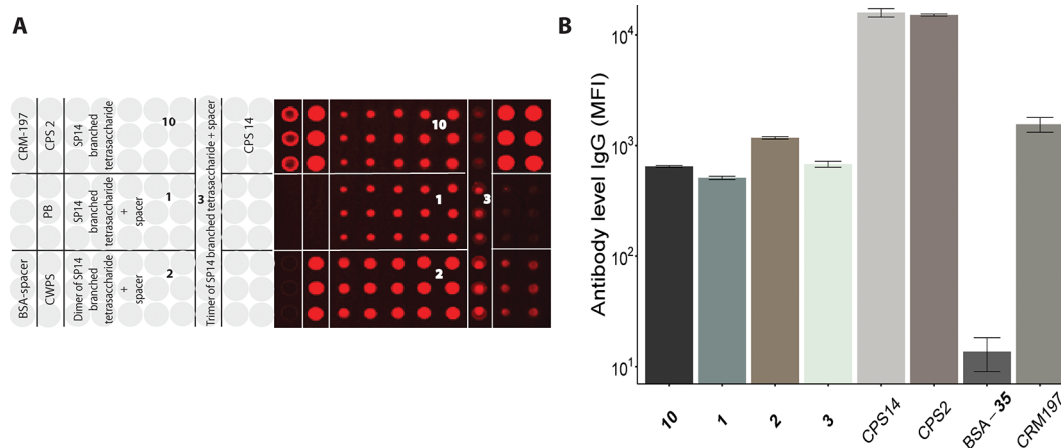 A
CRM-197
CPS 2
SP14
branched
tetrasaccharide
10
CPS 14
PB
SP14
branched
tetrasaccharide
+
spacer
1
3
Trimer of SP14 branched tetrasaccharide + spacer
BSA-spacer
CWPS
Dimer of SP14
branched
tetrasaccharide
+
spacer
2
10
1
3
2
B
Antibody level IgG (MFI)
10⁴
10³
10²
10¹
10
1
2
3
CPS14
CPS2
BSA – 35
CRM197